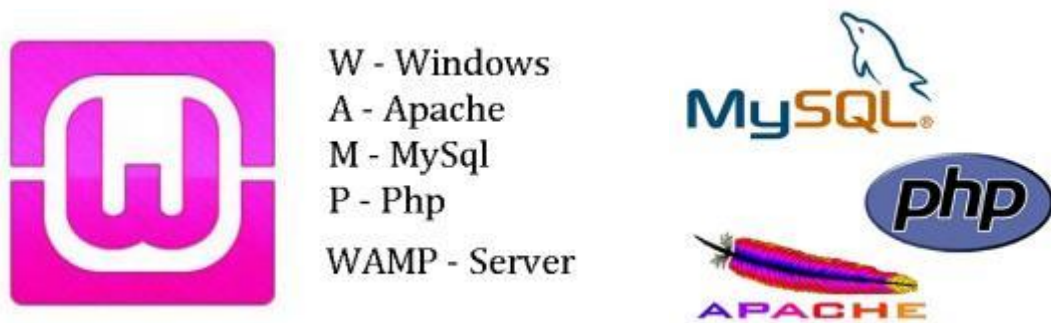 W - Windows
A - Apache
M - MySql
P - Php
WAMP - Server
MySQL®
php
APACHE